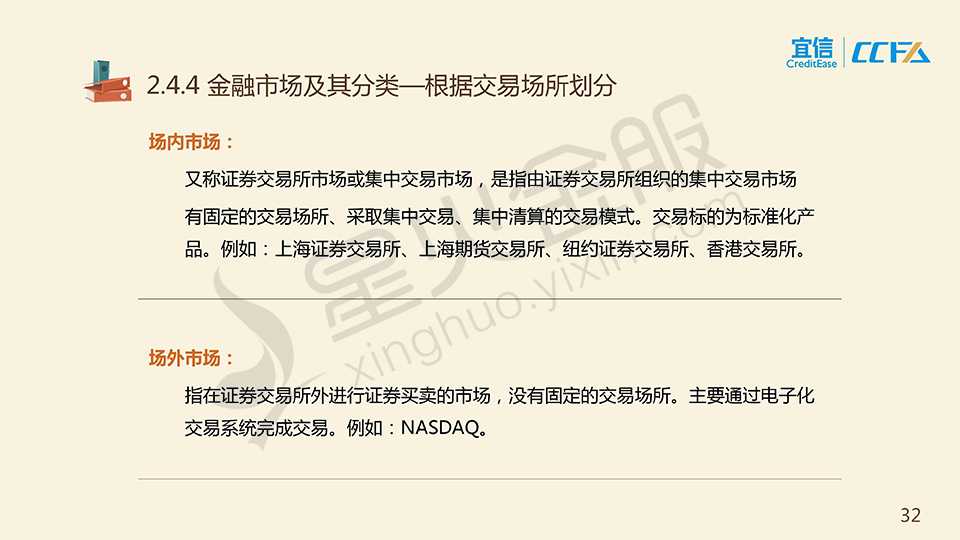 宜信
CreditEase
CCFA
2.4.4 金融市场及其分类—根据交易场所划分
场内市场：
又称证券交易所市场或集中交易市场，是指由证券交易所组织的集中交易市场
有固定的交易场所、采取集中交易、集中清算的交易模式。交易标的为标准化产
品。例如：上海证券交易所、上海期货交易所、纽约证券交易所、香港交易所。
场外市场：
指在证券交易所外进行证券买卖的市场，没有固定的交易场所。主要通过电子化
交易系统完成交易。例如：NASDAQ。
星火金服
xinghuo.yixin.com
32